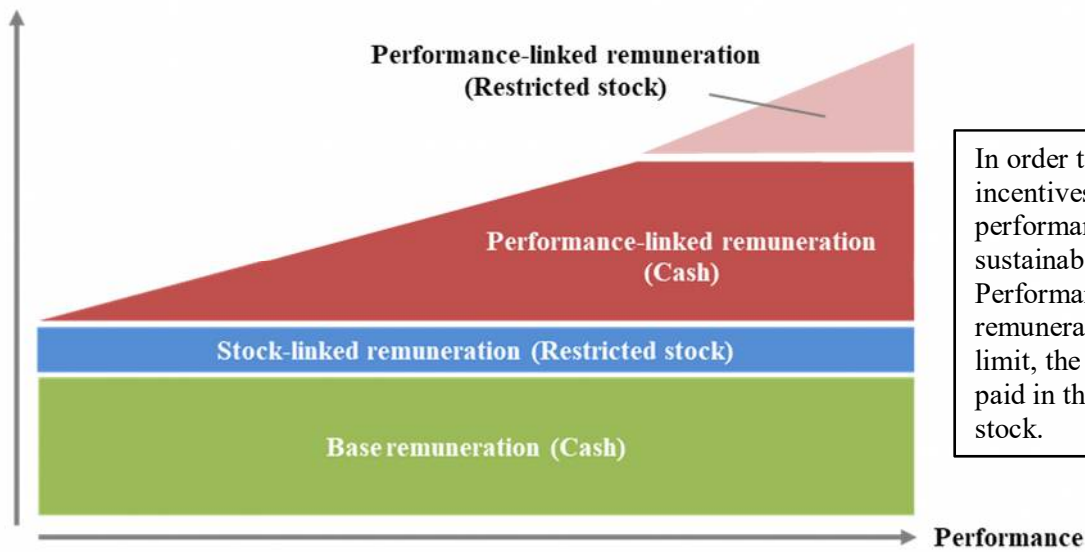 Performance-linked remuneration
(Restricted stock)
Performance-linked remuneration
(Cash)
Stock-linked remuneration (Restricted stock)
Base remuneration (Cash)
Performance
In order t
incentives
performan
sustainab
Performan
remunera
limit, the
paid in th
stock.